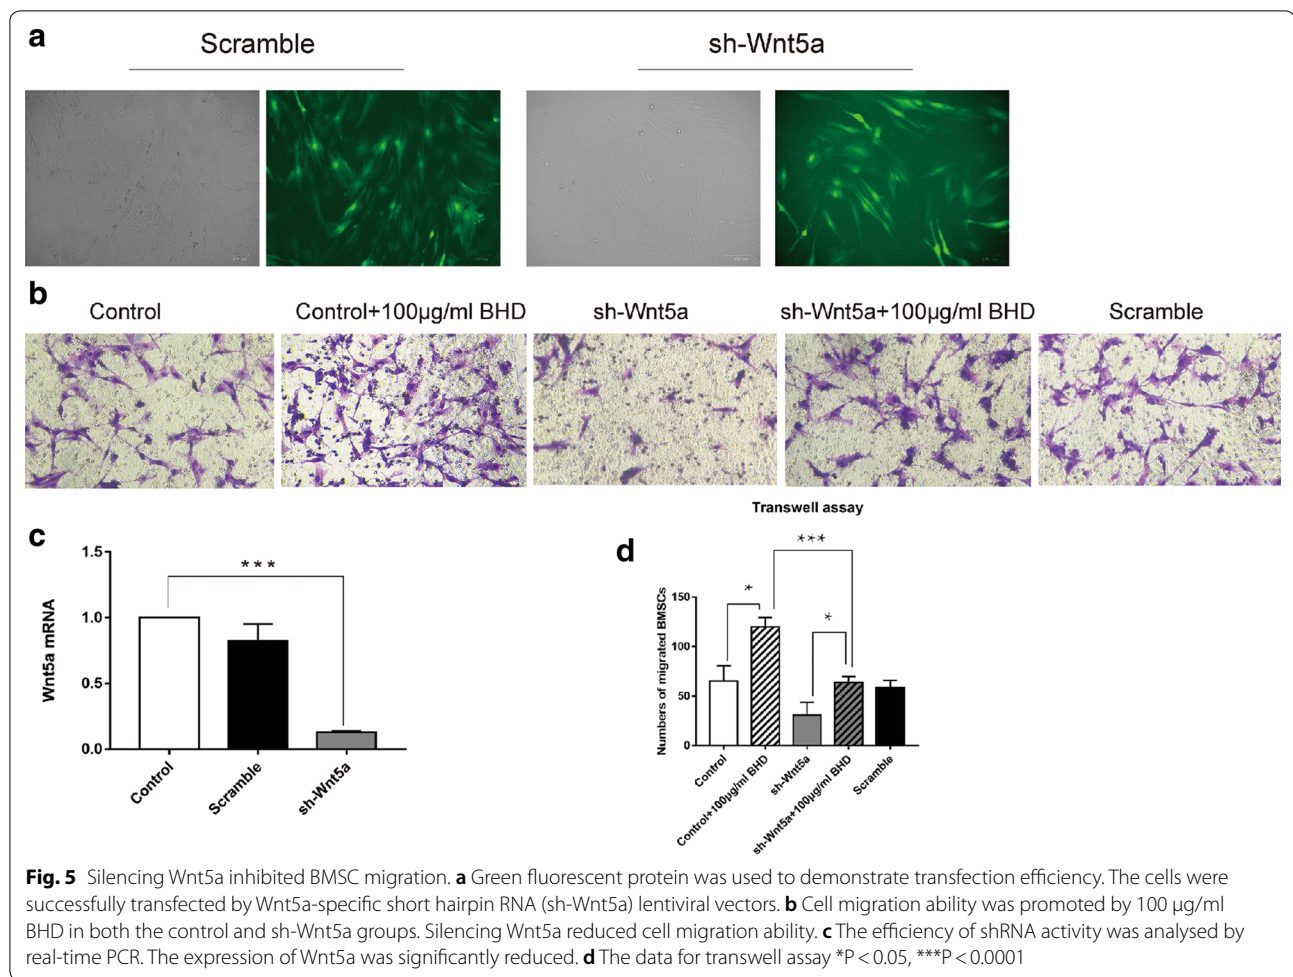 a
Scramble
sh-Wnt5a
b
Control
Control+100μg/ml BHD
sh-Wnt5a
sh-Wnt5a+100μg/ml BHD
Scramble
c
Wnt5a mRNA
1.5
1.0
0.5
0.0
***
Control
Scramble
sh-Wnt5a
Transwell assay
d
Numbers of migrated BMSCs
150
100
50
0
*
***
*
Control
Control+100μg/ml BHD
sh-Wnt5a
sh-Wnt5a+100μg/ml BHD
Scramble
Fig. 5 Silencing Wnt5a inhibited BMSC migration. a Green fluorescent protein was used to demonstrate transfection efficiency. The cells were
successfully transfected by Wnt5a-specific short hairpin RNA (sh-Wnt5a) lentiviral vectors. b Cell migration ability was promoted by 100 μg/ml
BHD in both the control and sh-Wnt5a groups. Silencing Wnt5a reduced cell migration ability. c The efficiency of shRNA activity was analysed by
real-time PCR. The expression of Wnt5a was significantly reduced. d The data for transwell assay *P < 0.05, ***P < 0.0001